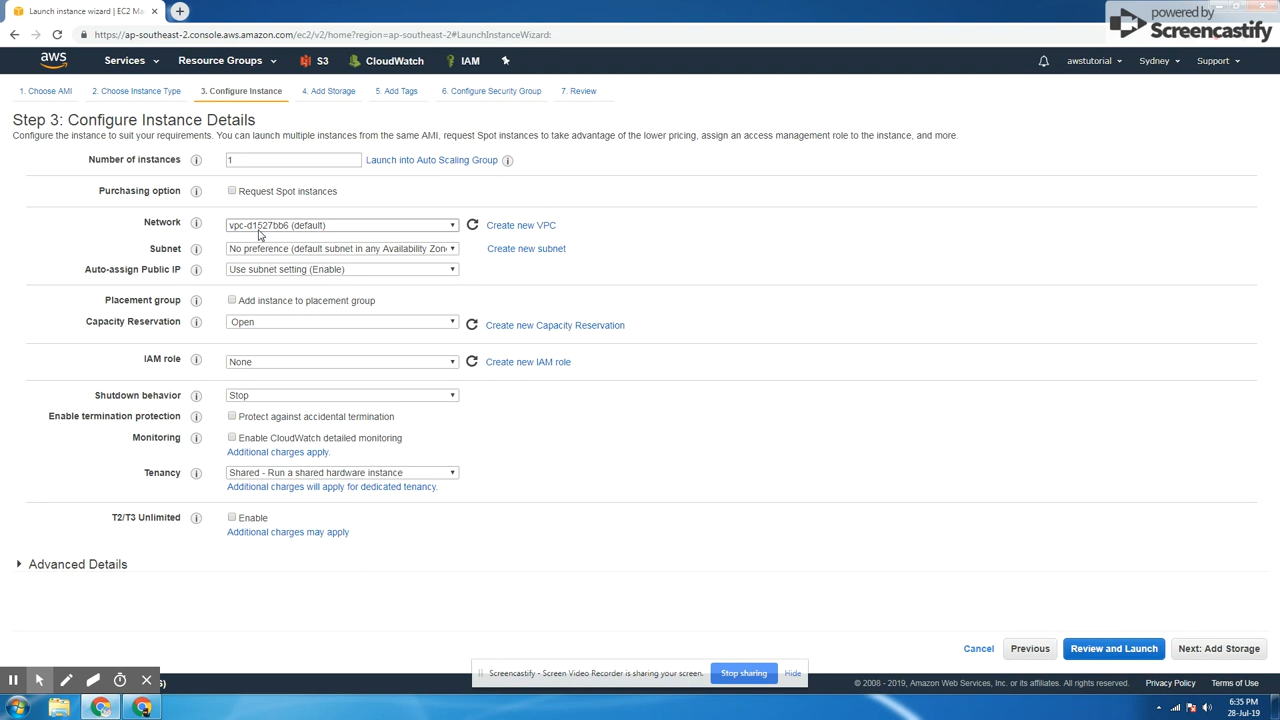 Launch instance wizard | EC2 Ma
powered by
Screencastify
https://ap-southeast-2.console.aws.amazon.com/ec2/v2/home?region=ap-southeast-2#LaunchInstanceWizard:
aws
Services
Resource Groups
S3
CloudWatch
IAM
awstutorial
Sydney
Support
1. Choose AMI
2. Choose Instance Type
3. Configure Instance
4. Add Storage
5. Add Tags
6. Configure Security Group
7. Review
Step 3: Configure Instance Details
Configure the instance to suit your requirements. You can launch multiple instances from the same AMI, request Spot instances to take advantage of the lower pricing, assign an access management role to the instance, and more.
Number of instances
1
Launch into Auto Scaling Group
Purchasing option
Request Spot instances
Network
vpc-d1527bb6 (default)
Create new VPC
Subnet
No preference (default subnet in any Availability Zon
Create new subnet
Auto-assign Public IP
Use subnet setting (Enable)
Placement group
Add instance to placement group
Capacity Reservation
Open
Create new Capacity Reservation
IAM role
None
Create new IAM role
Shutdown behavior
Stop
Enable termination protection
Protect against accidental termination
Monitoring
Enable CloudWatch detailed monitoring
Additional charges apply.
Tenancy
Shared - Run a shared hardware instance
Additional charges will apply for dedicated tenancy.
T2/T3 Unlimited
Enable
Additional charges may apply
Advanced Details
Cancel
Previous
Review and Launch
Next: Add Storage
Screencastify - Screen Video Recorder is sharing your screen.
Stop sharing
Hide
© 2008 - 2019, Amazon Web Services, Inc. or its affiliates. All rights reserved.
Privacy Policy
Terms of Use
6:35 PM
28-Jul-19